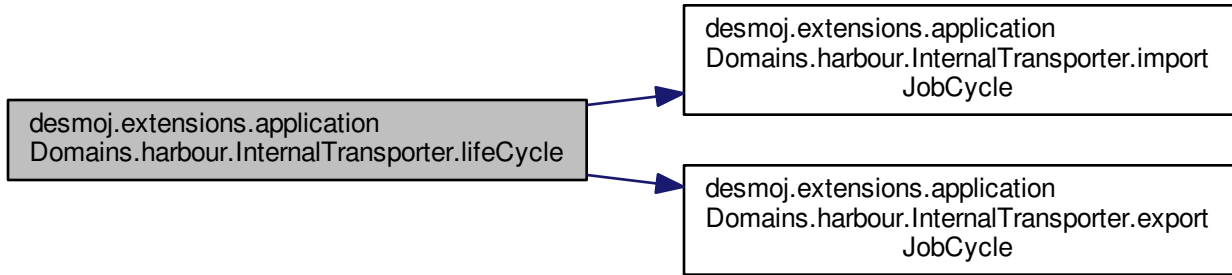 desmoj.extensions.application
Domains.harbour.InternalTransporter.import
JobCycle
desmoj.extensions.application
Domains.harbour.InternalTransporter.lifeCycle
desmoj.extensions.application
Domains.harbour.InternalTransporter.export
JobCycle